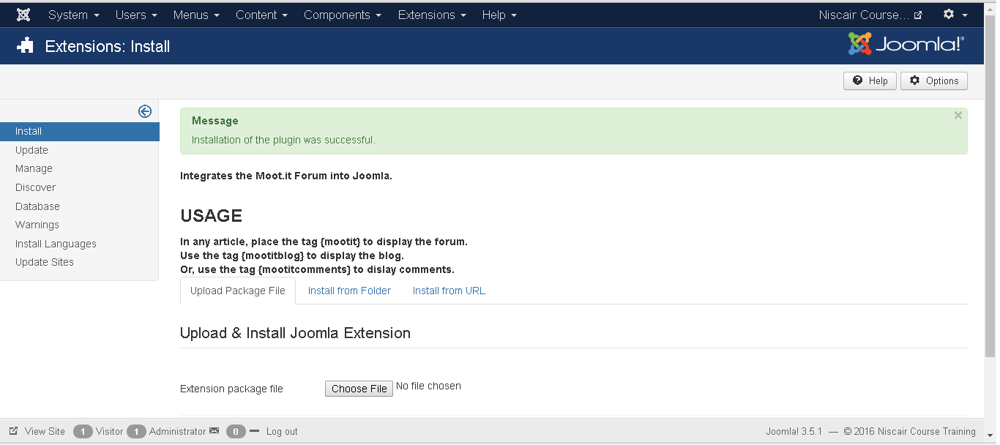 System Users Menus Content Components Extensions Help Niscair Course...
Extensions: Install Joomla!®
Help Options
Install
Update
Manage
Discover
Database
Warnings
Install Languages
Update Sites
Message
Installation of the plugin was successful.
Integrates the Moot.it Forum into Joomla.
USAGE
In any article, place the tag {mootit} to display the forum.
Use the tag {mootitblog} to display the blog.
Or, use the tag {mootitcomments} to dislay comments.
Upload Package File Install from Folder Install from URL
Upload & Install Joomla Extension
Extension package file Choose File No file chosen
View Site 1 Visitor 1 Administrator 0 Log out Joomla! 3.5.1 — © 2016 Niscair Course Training